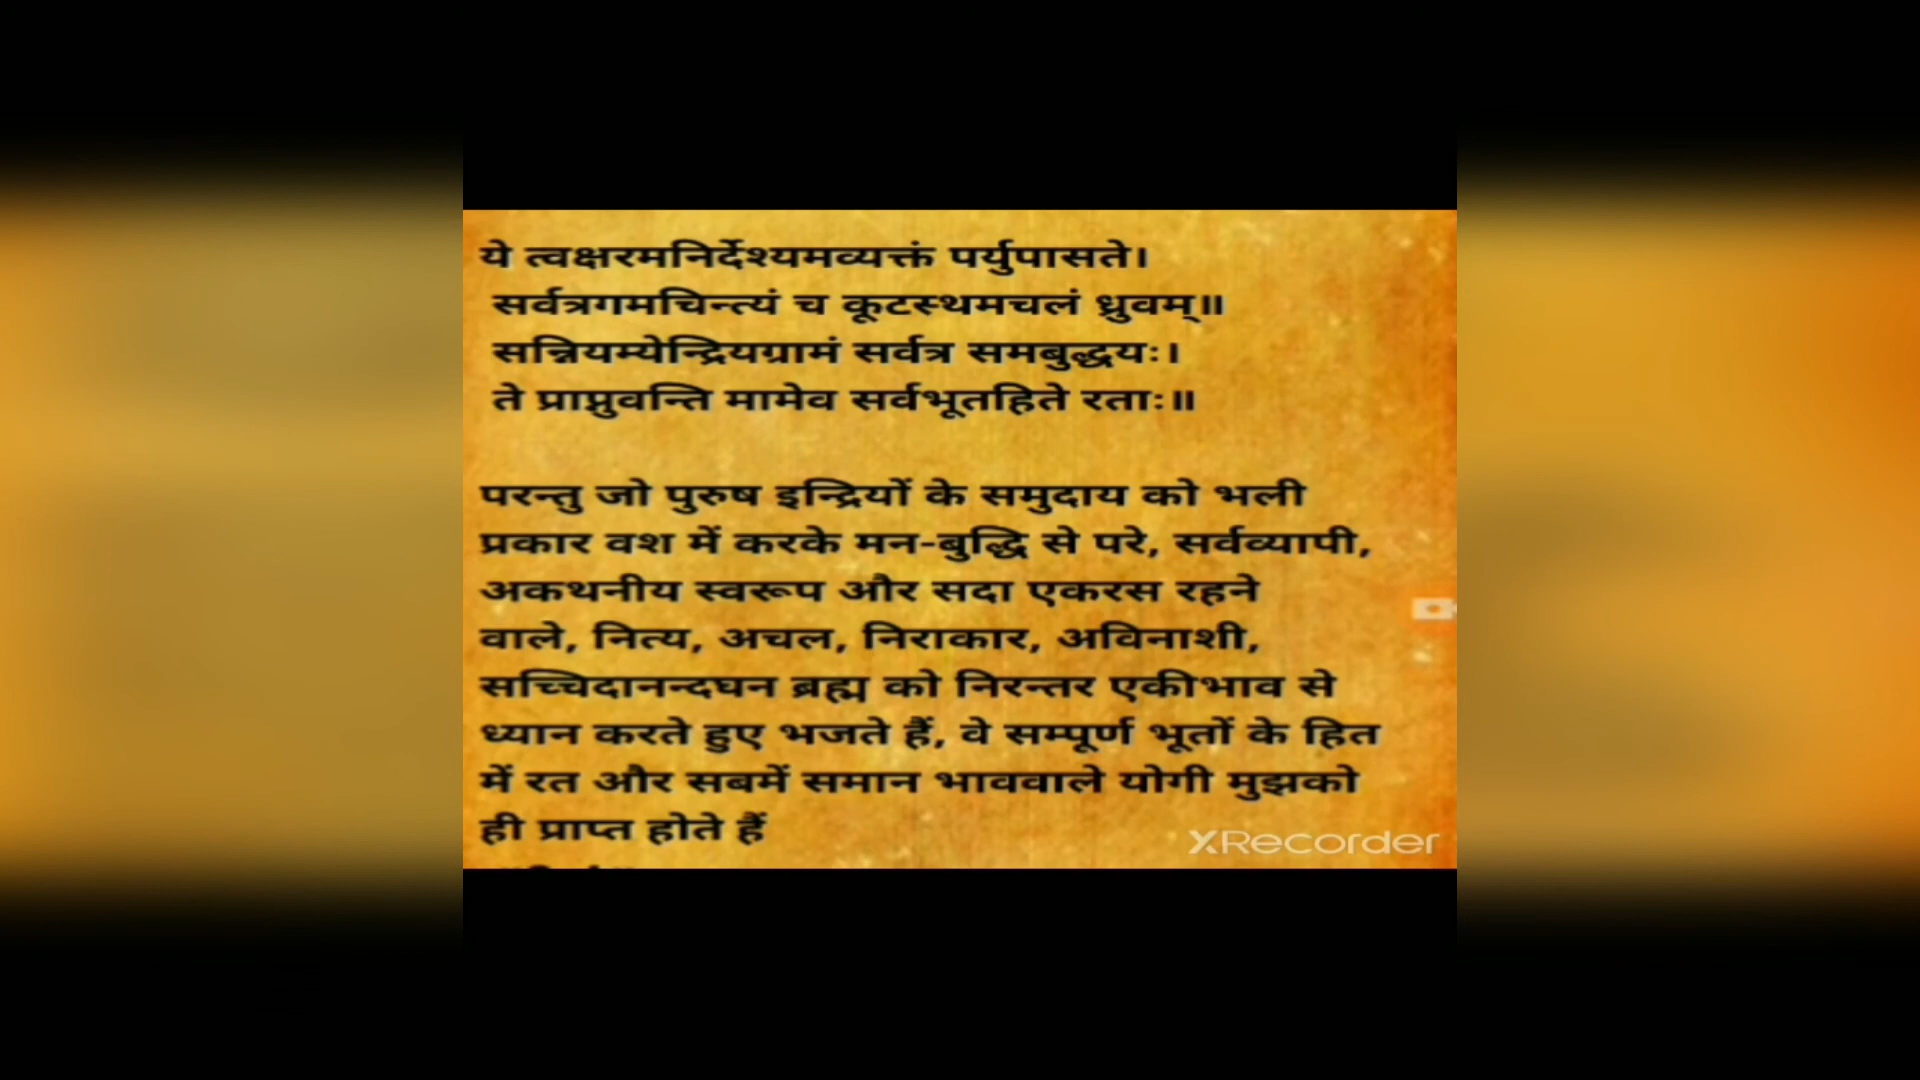 ये त्वक्षरमनिर्देश्यमव्यक्तं पर्युपासते।
सर्वत्रगमचिन्त्यं च कूटस्थमचलं ध्रुवम्॥
सन्नियम्येन्द्रियग्रामं सर्वत्र समबुद्धयः।
ते प्राप्नुवन्ति मामेव सर्वभूतहिते रताः॥
परन्तु जो पुरुष इन्द्रियों के समुदाय को भली
प्रकार वश में करके मन-बुद्धि से परे, सर्वव्यापी,
अकथनीय स्वरूप और सदा एकरस रहने
वाले, नित्य, अचल, निराकार, अविनाशी,
सच्चिदानन्दघन ब्रह्म को निरन्तर एकीभाव से
ध्यान करते हुए भजते हैं, वे सम्पूर्ण भूतों के हित
में रत और सबमें समान भाववाले योगी मुझको
ही प्राप्त होते हैं
XRecorder